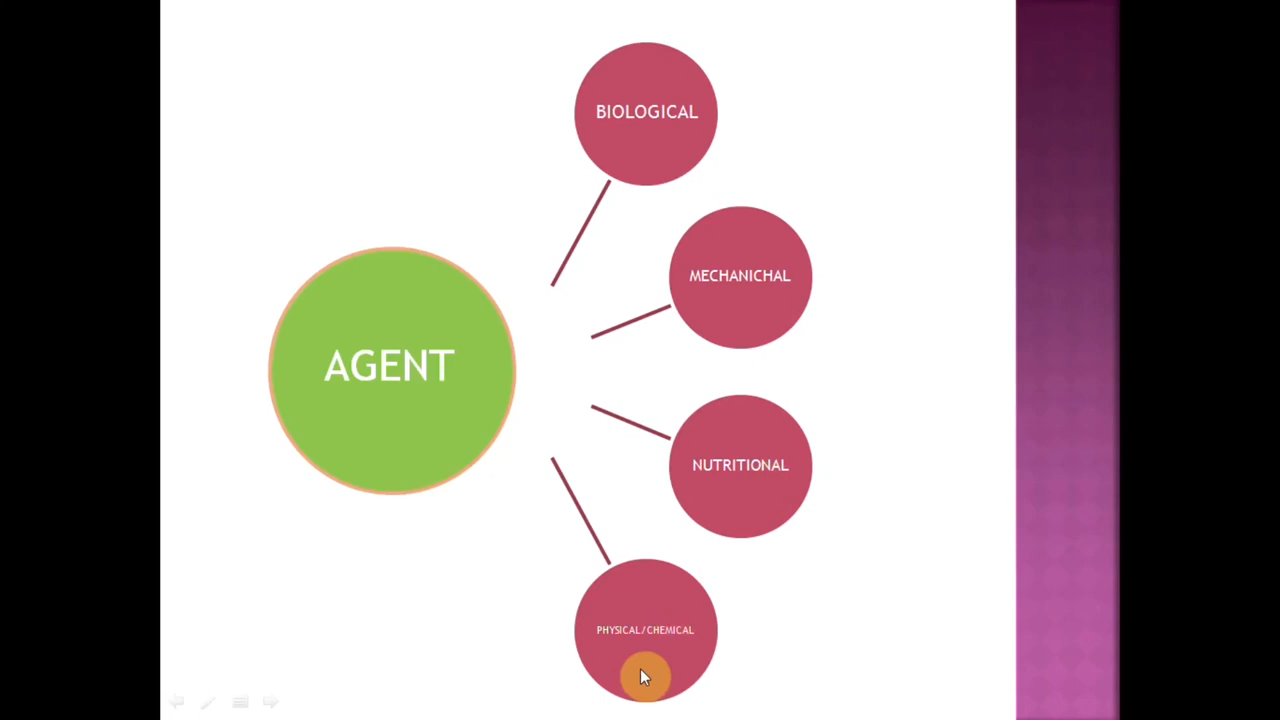 BIOLOGICAL
MECHANICHAL
AGENT
NUTRITIONAL
PHYSICAL/CHEMICAL